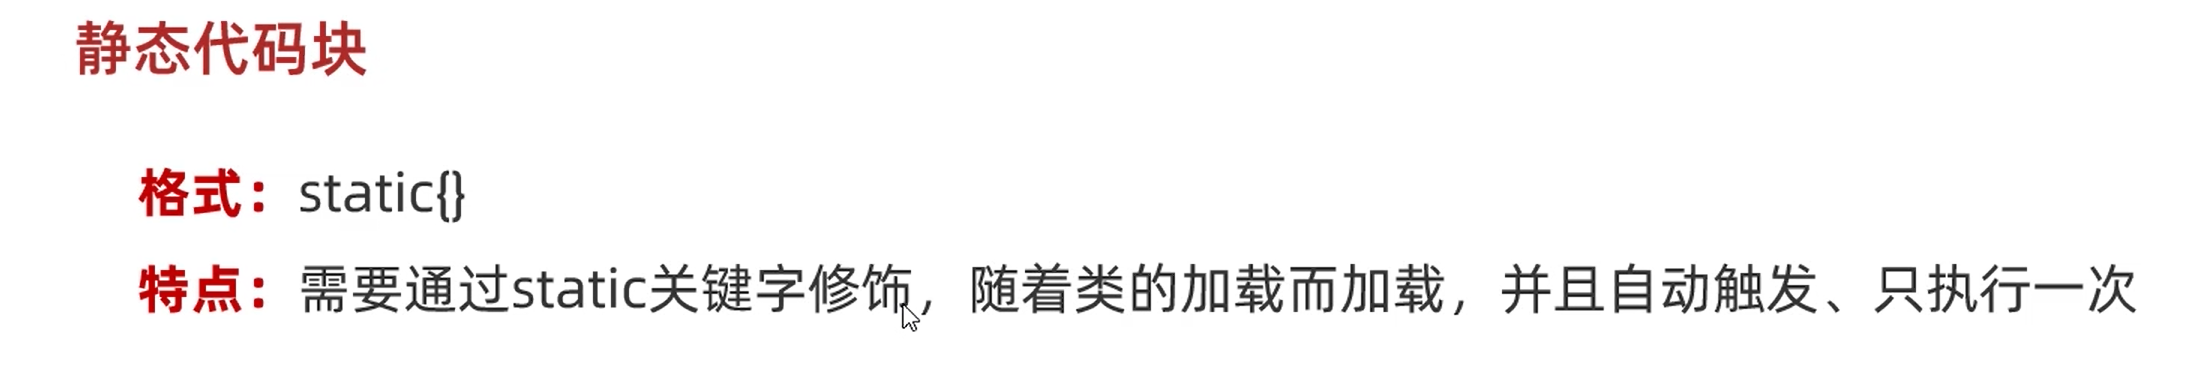 静态代码块
格式：static{}
特点：需要通过static关键字修饰，随着类的加载而加载，并且自动触发、只执行一次